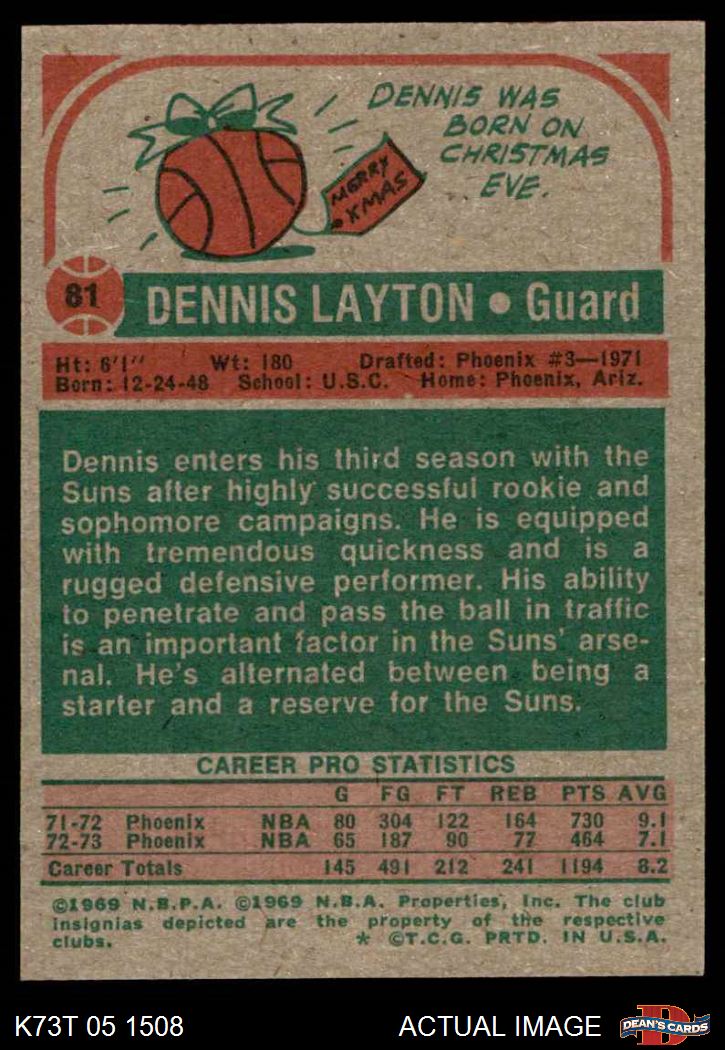 DENNIS WAS
BORN ON
CHRISTMAS
EVE.
MERRY
XMAS
81
DENNIS LAYTON • Guard
Ht: 6'1" Wt: 180 Drafted: Phoenix #3—1971
Born: 12-24-48 School: U.S.C. Home: Phoenix, Ariz.
Dennis enters his third season with the
Suns after highly successful rookie and
sophomore campaigns. He is equipped
with tremendous quickness and is a
rugged defensive performer. His ability
to penetrate and pass the ball in traffic
is an important factor in the Suns' arse-
nal. He's alternated between being a
starter and a reserve for the Suns.
CAREER PRO STATISTICS
G FG FT REB PTS AVG
71-72 Phoenix NBA 80 304 122 164 730 9.1
72-73 Phoenix NBA 65 187 90 77 464 7.1
Career Totals 145 491 212 241 1194 8.2
©1969 N.B.P.A. ©1969 N.B.A. Properties, Inc. The club
insignias depicted are the property of the respective
clubs. * ©T.C.G. PRTD. IN U.S.A.
K73T 05 1508 ACTUAL IMAGE
D
DEAN'S CARDS